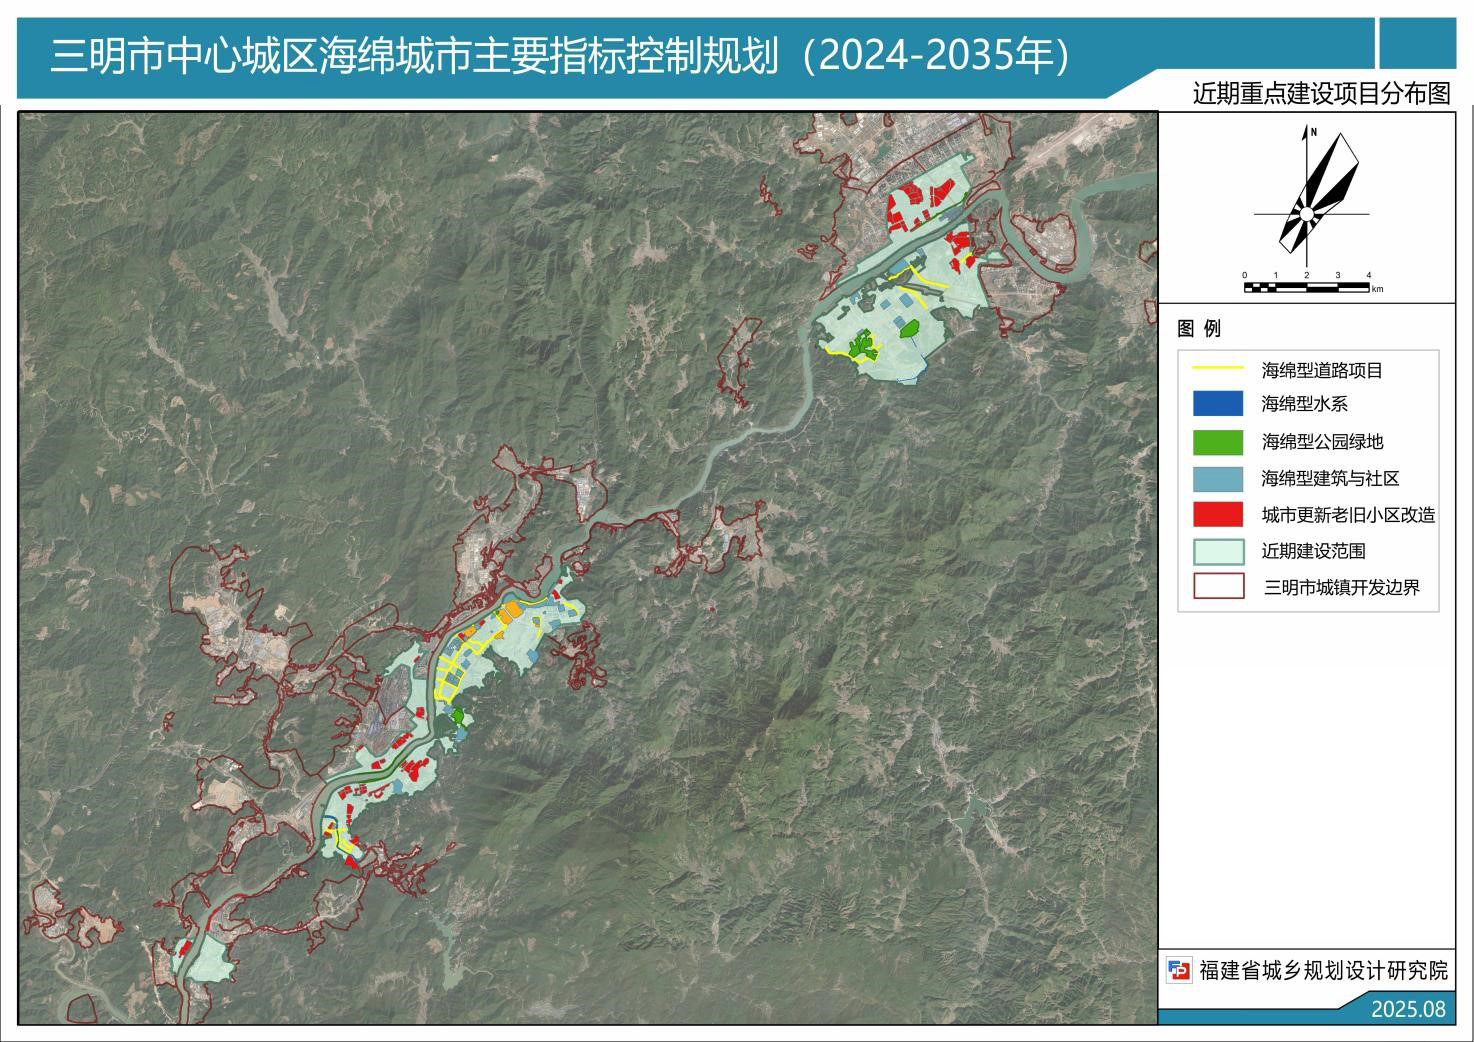 三明市中心城区海绵城市主要指标控制规划（2024-2035年）
近期重点建设项目分布图
N
0 1 2 3 4
km
图 例
海绵型道路项目
海绵型水系
海绵型公园绿地
海绵型建筑与社区
城市更新老旧小区改造
近期建设范围
三明市城镇开发边界
福建省城乡规划设计研究院
2025.08